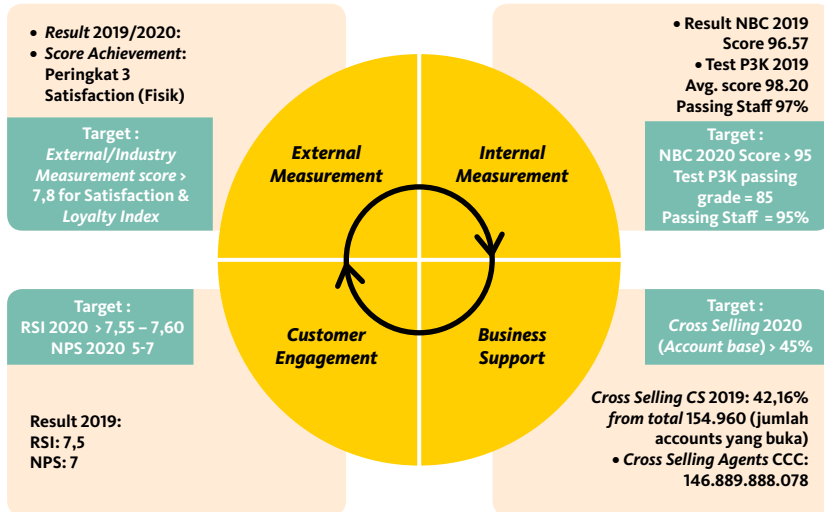 • Result 2019/2020:
• Score Achievement:
Peringkat 3
Satisfaction (Fisik)
Target :
External/Industry
Measurement score >
7,8 for Satisfaction &
Loyalty Index
External
Measurement
Internal
Measurement
• Result NBC 2019
Score 96.57
• Test P3K 2019
Avg. score 98.20
Passing Staff 97%
Target :
NBC 2020 Score > 95
Test P3K passing
grade = 85
Passing Staff = 95%
Target :
RSI 2020 > 7,55 – 7,60
NPS 2020 5-7
Result 2019:
RSI: 7,5
NPS: 7
Customer
Engagement
Business
Support
Target :
Cross Selling 2020
(Account base) > 45%
Cross Selling CS 2019: 42,16%
from total 154.960 (jumlah
accounts yang buka)
• Cross Selling Agents CCC:
146.889.888.078